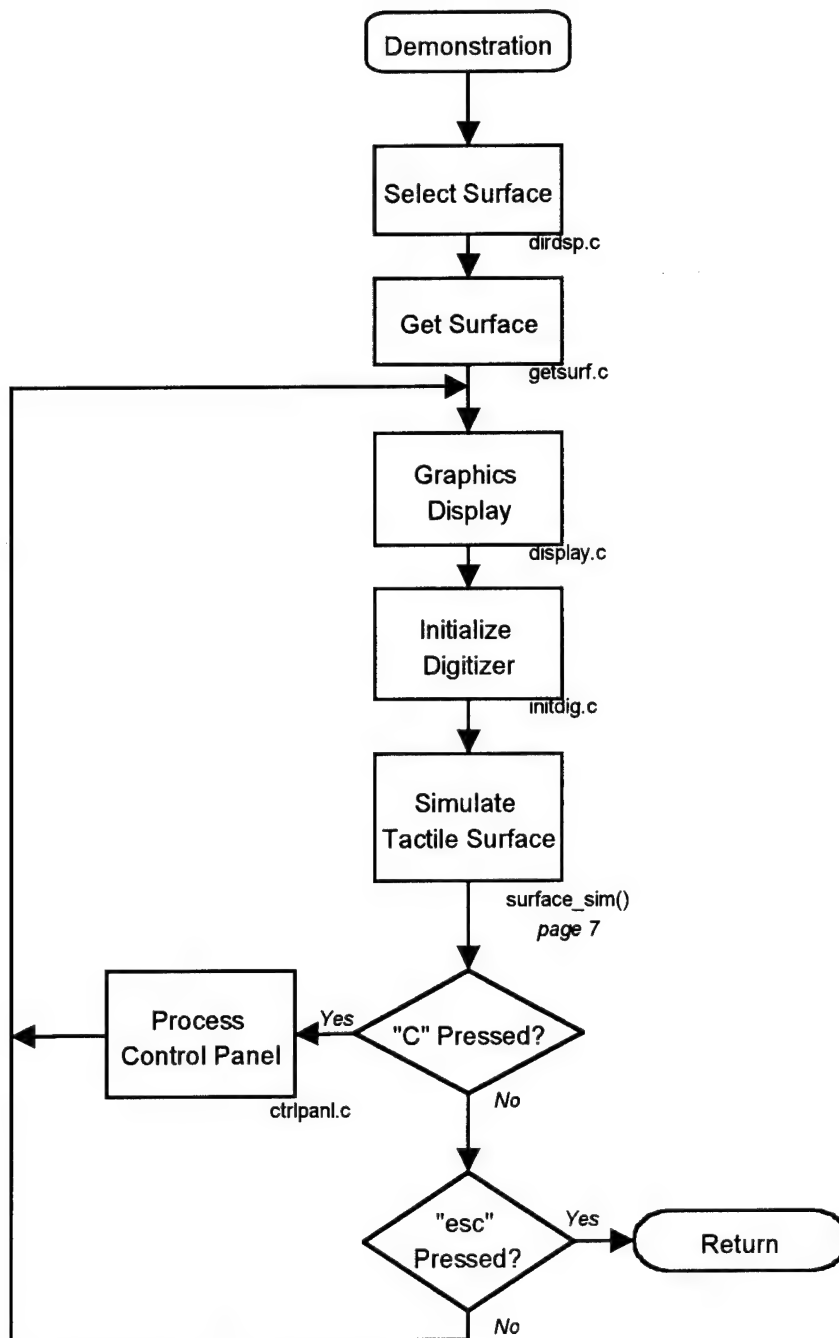 Demonstration
Select Surface
dirdsp.c
Get Surface
getsurf.c
Graphics
Display
display.c
Initialize
Digitizer
initdig.c
Simulate
Tactile Surface
surface_sim()
page 7
"C" Pressed?
Yes
Process
Control Panel
ctrlpanl.c
No
"esc"
Pressed?
Yes
Return
No